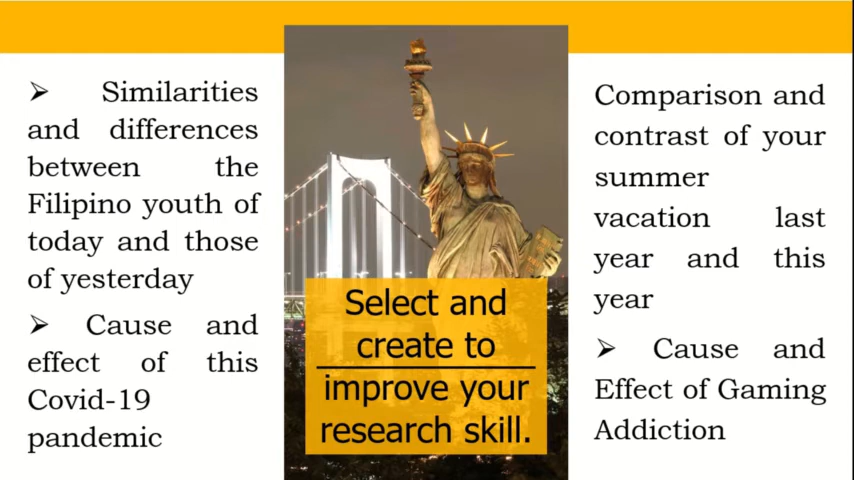 ➢ Similarities
and differences
between the
Filipino youth of
today and those
of yesterday
➢ Cause and
effect of this
Covid-19
pandemic
Select and
create to
improve your
research skill.
Comparison and
contrast of your
summer
vacation last
year and this
year
➢ Cause and
Effect of Gaming
Addiction